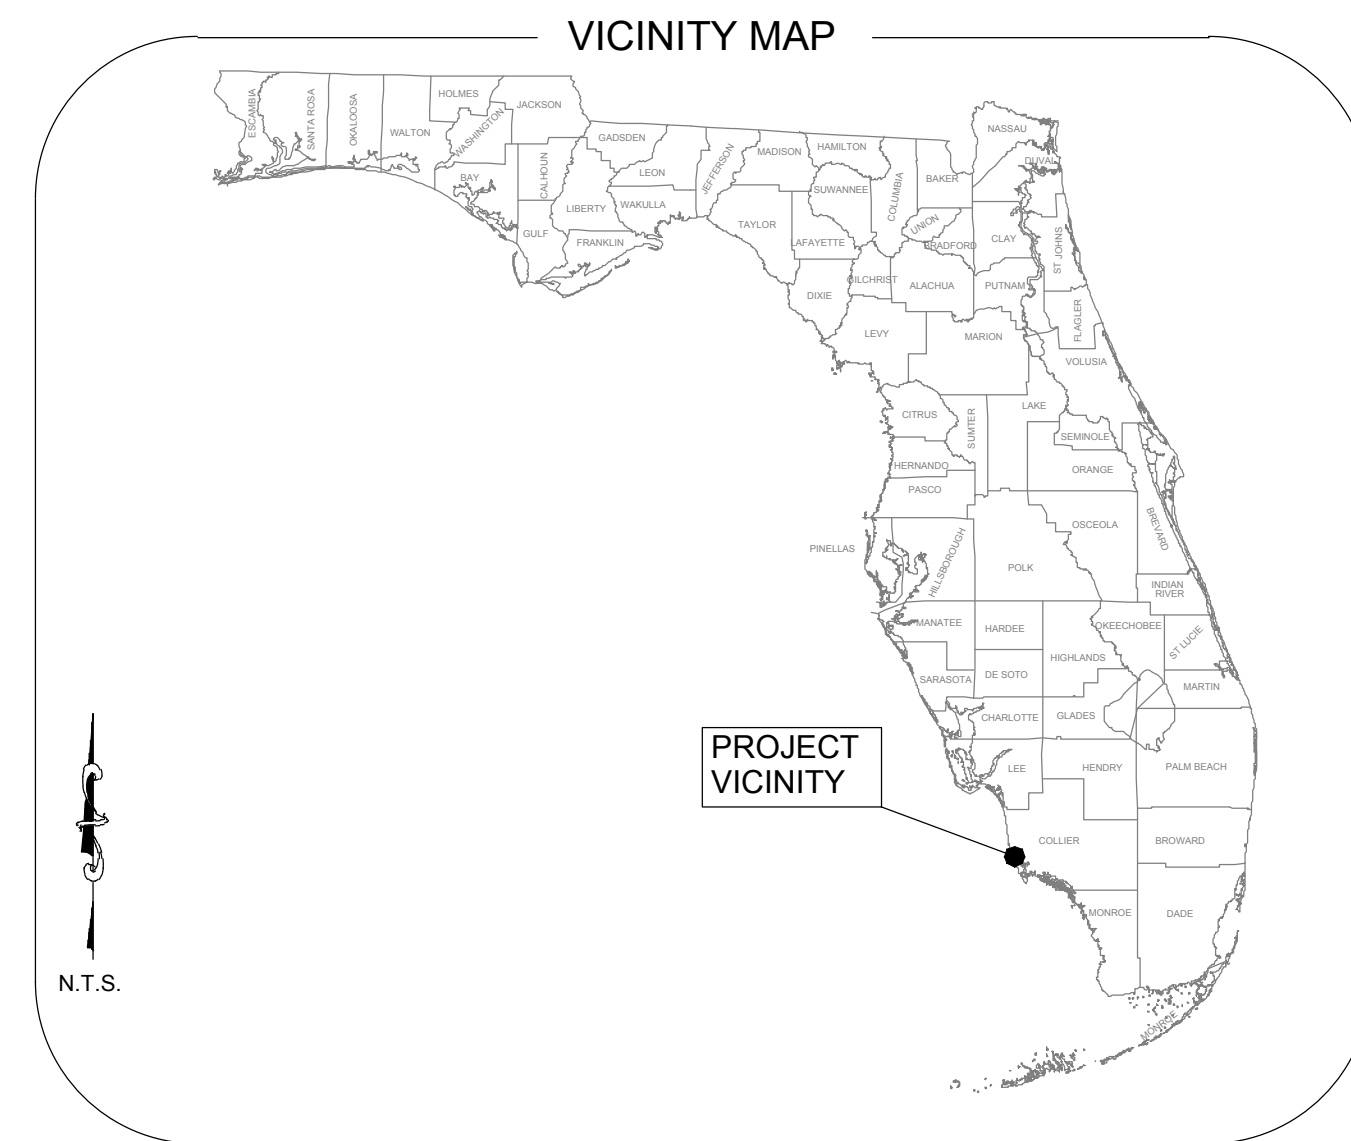 VICINITY MAP
ESCAMBIA
SANTA ROSA
OKALOOSA
WALTON
HOLMES
WASHINGTON
JACKSON
BAY
CALHOUN
GULF
GADSDEN
LIBERTY
FRANKLIN
LEON
WAKULLA
JEFFERSON
MADISON
TAYLOR
HAMILTON
SUWANNEE
LAFAYETTE
DIXIE
COLUMBIA
GILCHRIST
LEVY
BAKER
UNION
BRADFORD
ALACHUA
NASSAU
DUVAL
CLAY
ST JOHNS
PUTNAM
FLAGLER
MARION
VOLUSIA
CITRUS
SUMTER
LAKE
SEMINOLE
HERNANDO
ORANGE
PASCO
BREVARD
OSCEOLA
PINELLAS
HILLSBOROUGH
POLK
INDIAN
RIVER
MANATEE
HARDEE
OKEECHOBEE
ST LUCIE
HIGHLANDS
SARASOTA
DE SOTO
MARTIN
CHARLOTTE
GLADES
PROJECT
VICINITY
LEE
HENDRY
PALM BEACH
COLLIER
BROWARD
MONROE
DADE
MONROE
N.T.S.